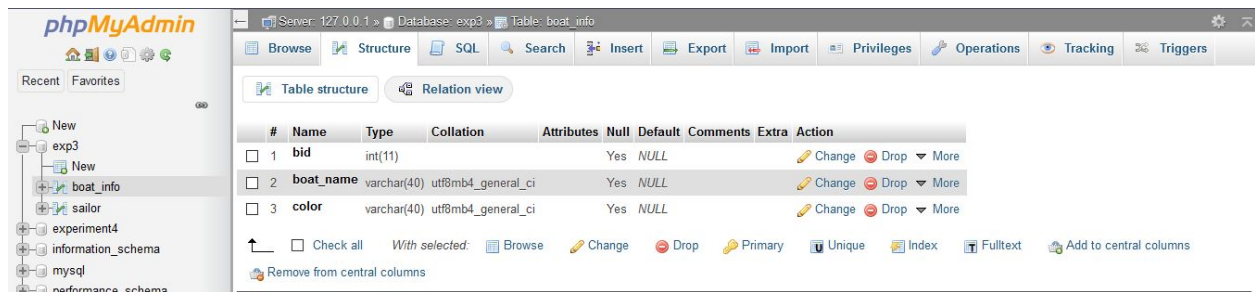 phpMyAdmin
Recent Favorites
New
exp3
New
boat_info
sailor
experiment4
information_schema
mysql
performance_schema
Server: 127.0.0.1 » Database: exp3 » Table: boat_info
Browse Structure SQL Search Insert Export Import Privileges Operations Tracking Triggers
Table structure Relation view
# Name Type Collation Attributes Null Default Comments Extra Action
1 bid int(11) Yes NULL Change Drop More
2 boat_name varchar(40) utf8mb4_general_ci Yes NULL Change Drop More
3 color varchar(40) utf8mb4_general_ci Yes NULL Change Drop More
Check all With selected: Browse Change Drop Primary Unique Index Fulltext Add to central columns
Remove from central columns